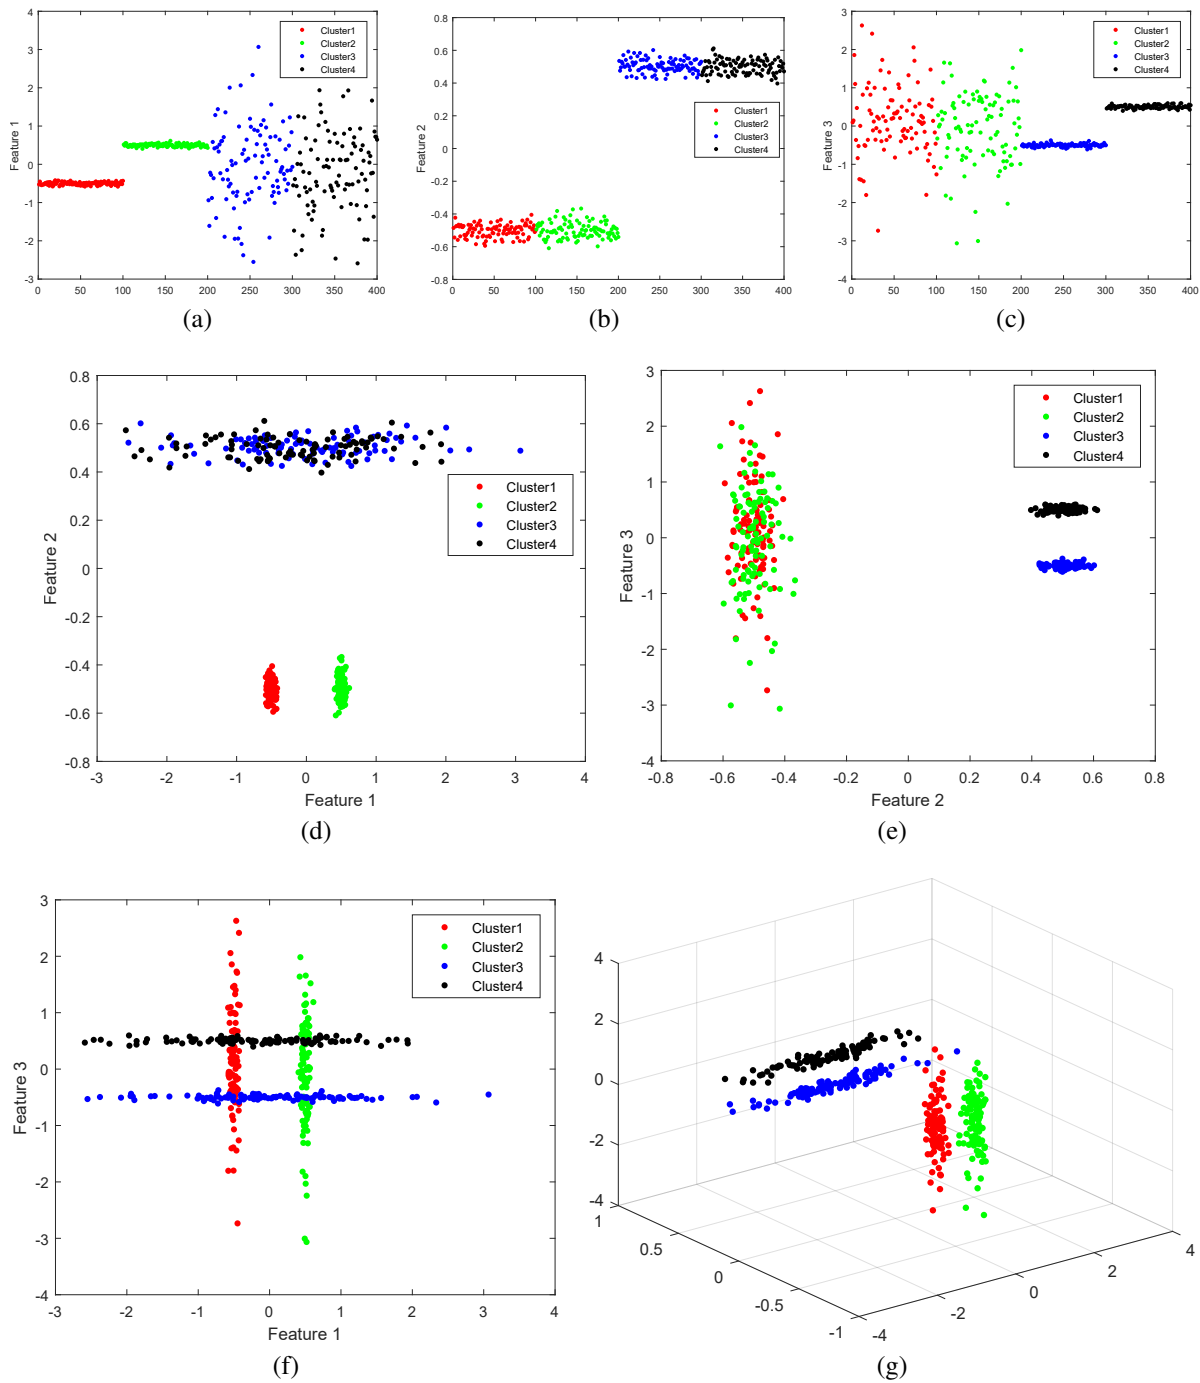 4
3
2
1
0
-1
-2
-3
0 50 100 150 200 250 300 350 400
Feature 1
Cluster1
Cluster2
Cluster3
Cluster4
(a)
0.8
0.6
0.4
0.2
0
-0.2
-0.4
-0.6
-0.8
0 50 100 150 200 250 300 350 400
Feature 2
Cluster1
Cluster2
Cluster3
Cluster4
(b)
3
2
1
0
-1
-2
-3
-4
0 50 100 150 200 250 300 350 400
Feature 3
Cluster1
Cluster2
Cluster3
Cluster4
(c)
0.8
0.6
0.4
0.2
0
-0.2
-0.4
-0.6
-0.8
-3 -2 -1 0 1 2 3 4
Feature 2
Feature 1
Cluster1
Cluster2
Cluster3
Cluster4
(d)
3
2
1
0
-1
-2
-3
-4
-0.8 -0.6 -0.4 -0.2 0 0.2 0.4 0.6 0.8
Feature 3
Feature 2
Cluster1
Cluster2
Cluster3
Cluster4
(e)
3
2
1
0
-1
-2
-3
-4
-3 -2 -1 0 1 2 3 4
Feature 3
Feature 1
Cluster1
Cluster2
Cluster3
Cluster4
(f)
4
2
0
-2
-4
1
0.5
0
-0.5
-1
-4
-2
0
2
4
(g)